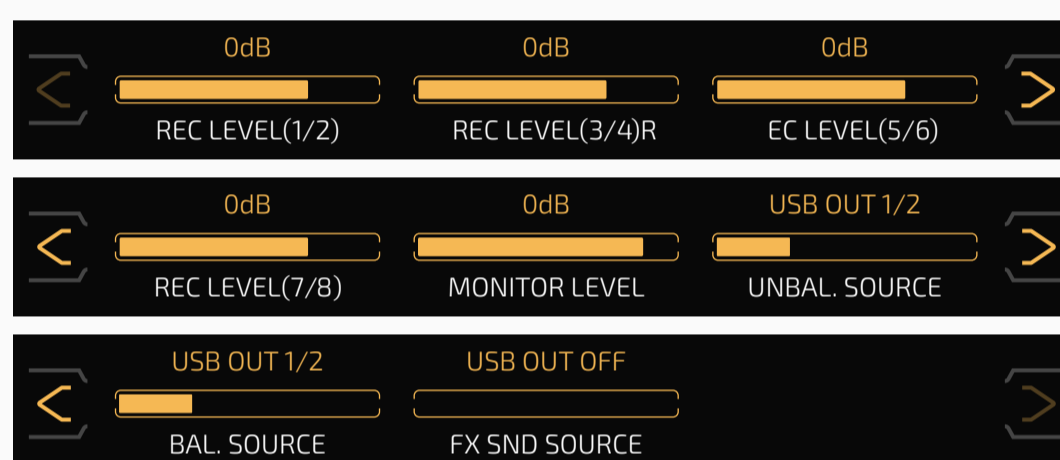 0dB 0dB 0dB
REC LEVEL(1/2) REC LEVEL(3/4)R EC LEVEL(5/6)
0dB 0dB USB OUT 1/2
REC LEVEL(7/8) MONITOR LEVEL UNBAL. SOURCE
USB OUT 1/2 USB OUT OFF
BAL. SOURCE FX SND SOURCE